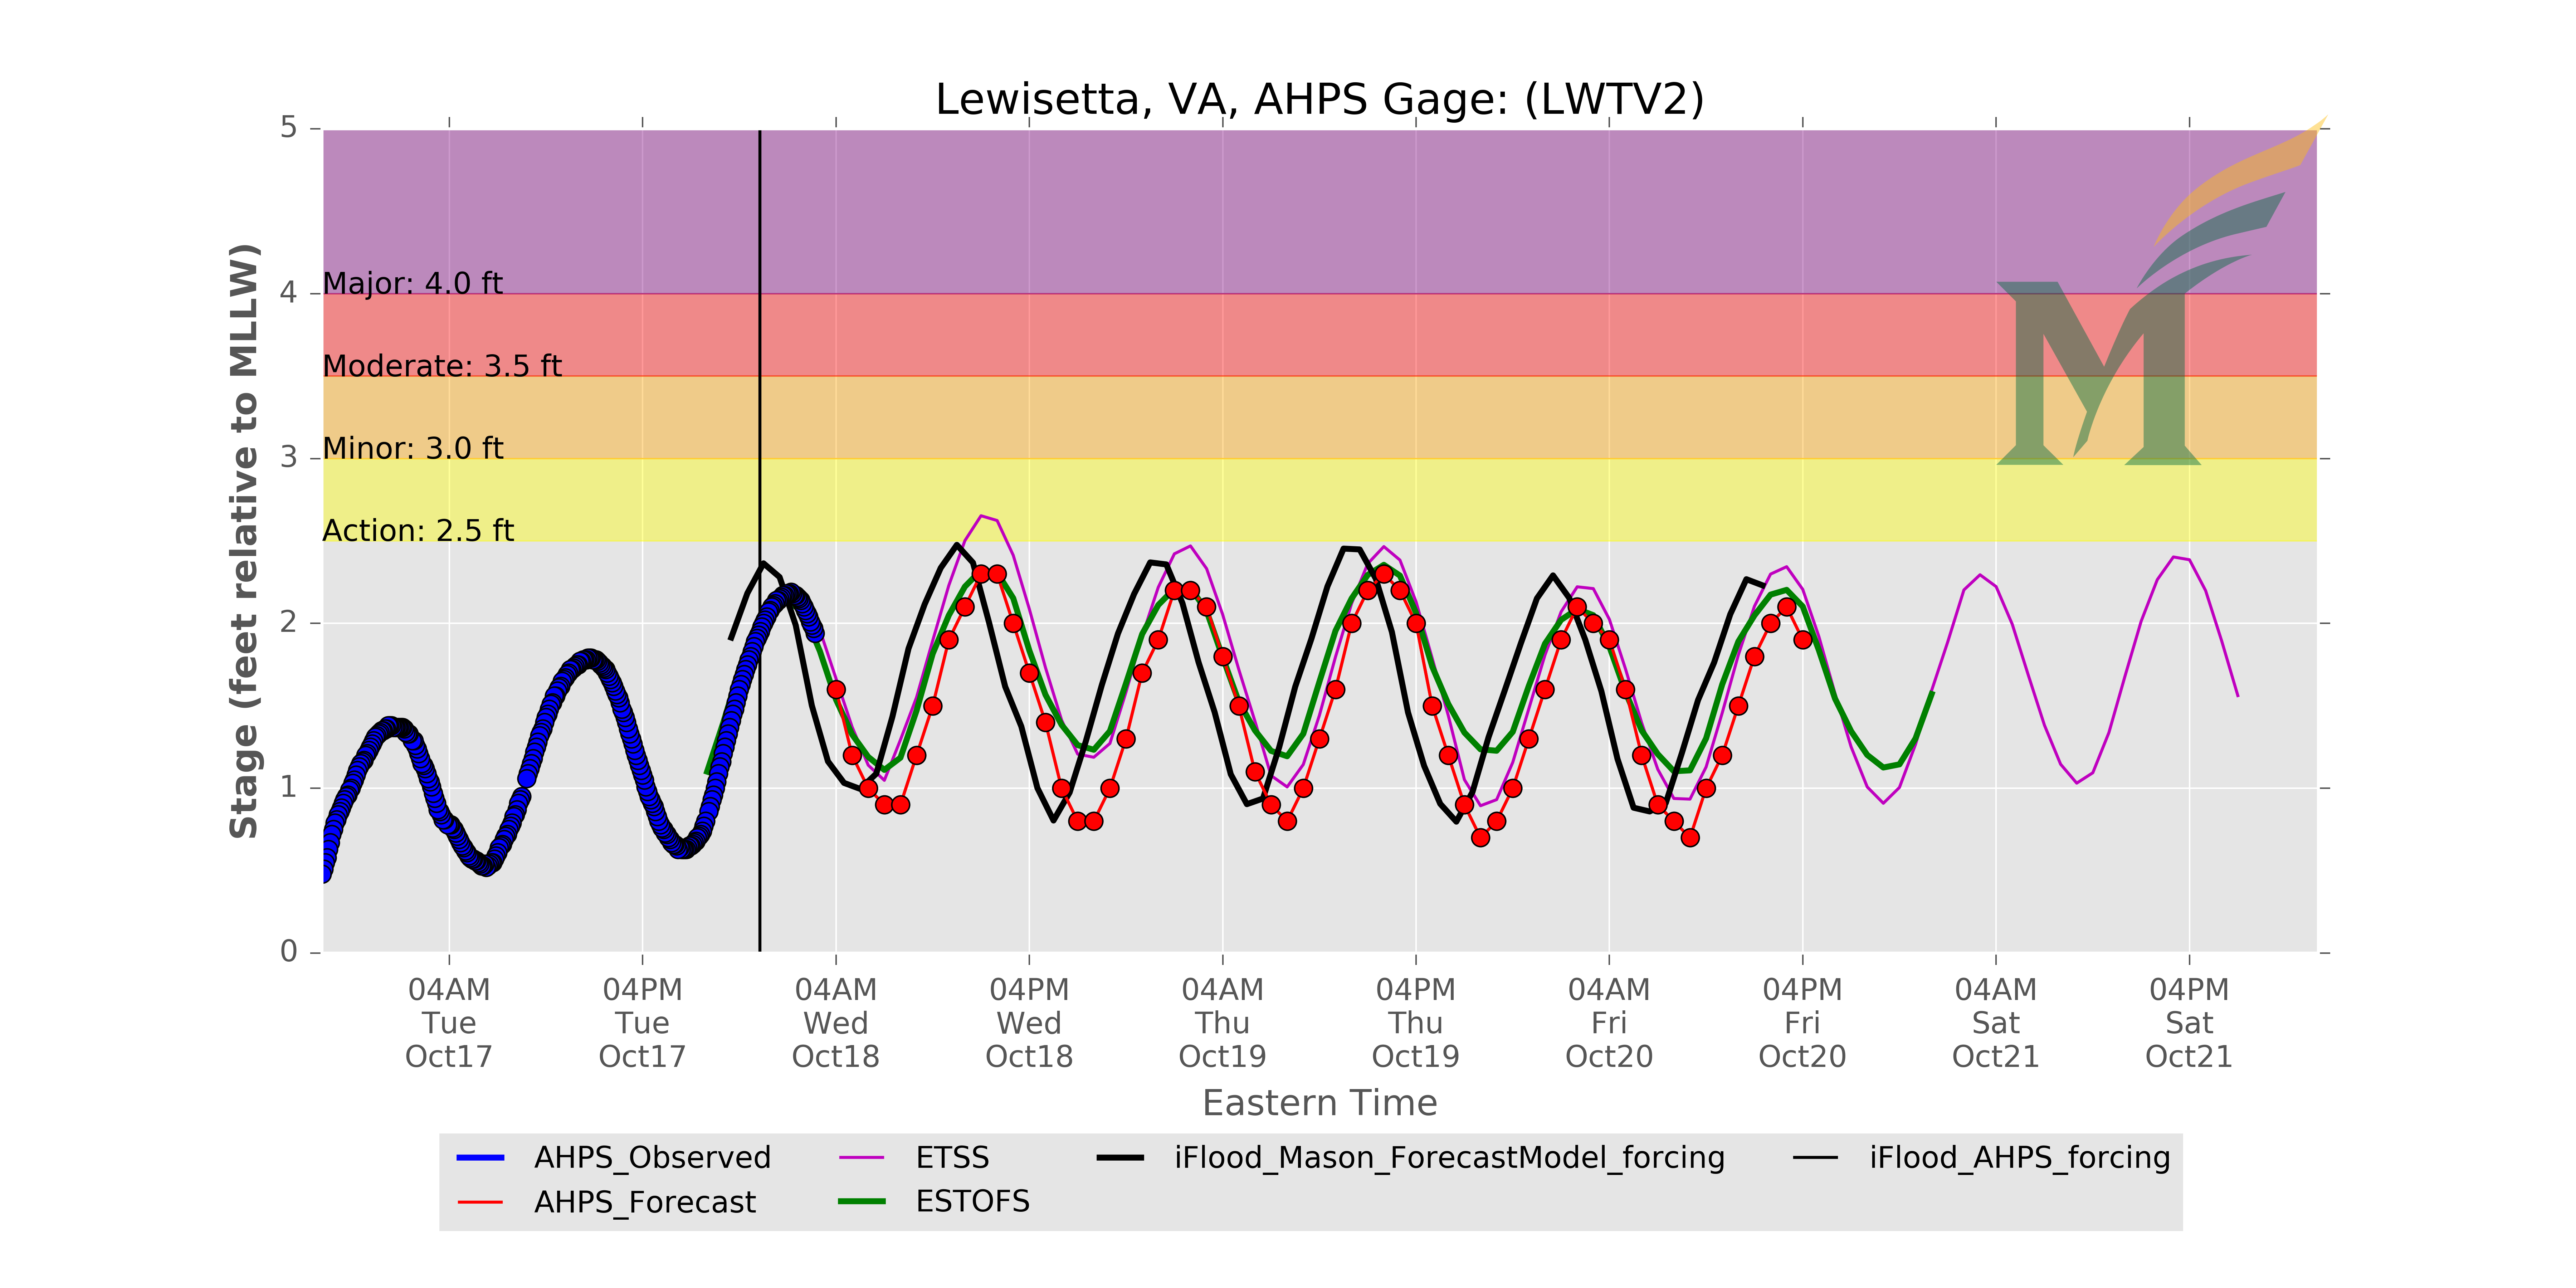 Lewisetta, VA, AHPS Gage: (LWTV2)
Stage (feet relative to MLLW)
5
4
3
2
1
0
Major: 4.0 ft
Moderate: 3.5 ft
Minor: 3.0 ft
Action: 2.5 ft
M
04AM 04PM 04AM 04PM 04AM 04PM 04AM 04PM 04AM 04PM
Tue Tue Wed Wed Thu Thu Fri Fri Sat Sat
Oct17 Oct17 Oct18 Oct18 Oct19 Oct19 Oct20 Oct20 Oct21 Oct21
Eastern Time
AHPS_Observed ETSS iFlood_Mason_ForecastModel_forcing iFlood_AHPS_forcing
AHPS_Forecast ESTOFS